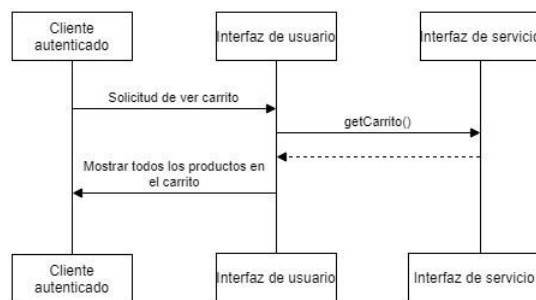 Cliente
autenticado
Interfaz de usuario
Interfaz de servicio
Solicitud de ver carrito
getCarrito()
Mostrar todos los productos en
el carrito
Cliente
autenticado
Interfaz de usuario
Interfaz de servicio